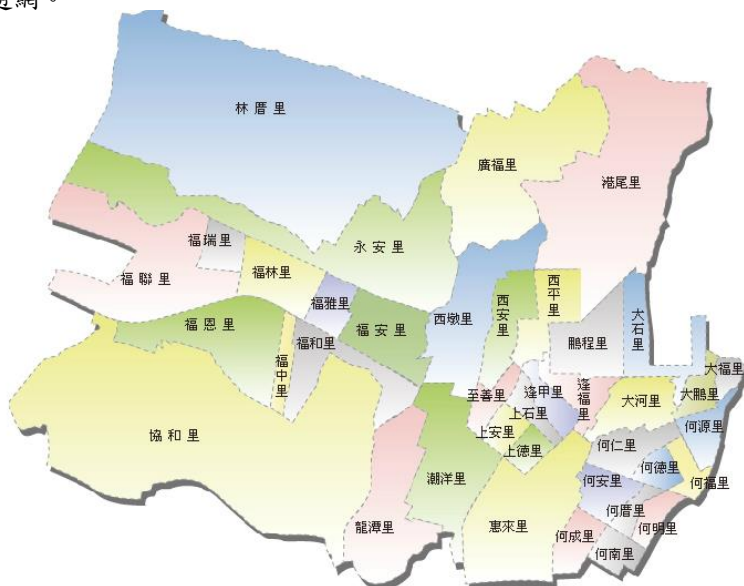 邊網。
林厝里
廣福里
港尾里
福瑞里
永安里
福聯里
福林里
福雅里
西墩里
西安里
西平里
大石里
福恩里
福安里
福中里
福和里
鵬程里
大福里
大鵬里
至善里
逢甲里
逢福里
大河里
上石里
何源里
協和里
上安里
上德里
何仁里
潮洋里
何德里
何福里
何安里
龍潭里
惠來里
何厝里
何明里
何成里
何南里